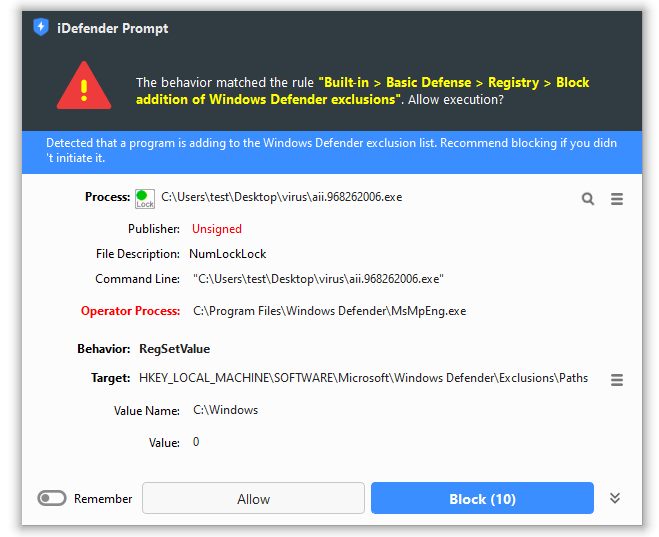 iDefender Prompt
The behavior matched the rule "Built-in > Basic Defense > Registry > Block
addition of Windows Defender exclusions". Allow execution?
Detected that a program is adding to the Windows Defender exclusion list. Recommend blocking if you didn
't initiate it.
Process: Lock C:\Users\test\Desktop\virus\aii.968262006.exe
Publisher: Unsigned
File Description: NumLockLock
Command Line: "C:\Users\test\Desktop\virus\aii.968262006.exe"
Operator Process: C:\Program Files\Windows Defender\MsMpEng.exe
Behavior: RegSetValue
Target: HKEY_LOCAL_MACHINE\SOFTWARE\Microsoft\Windows Defender\Exclusions\Paths
Value Name: C:\Windows
Value: 0
Remember Allow Block (10)